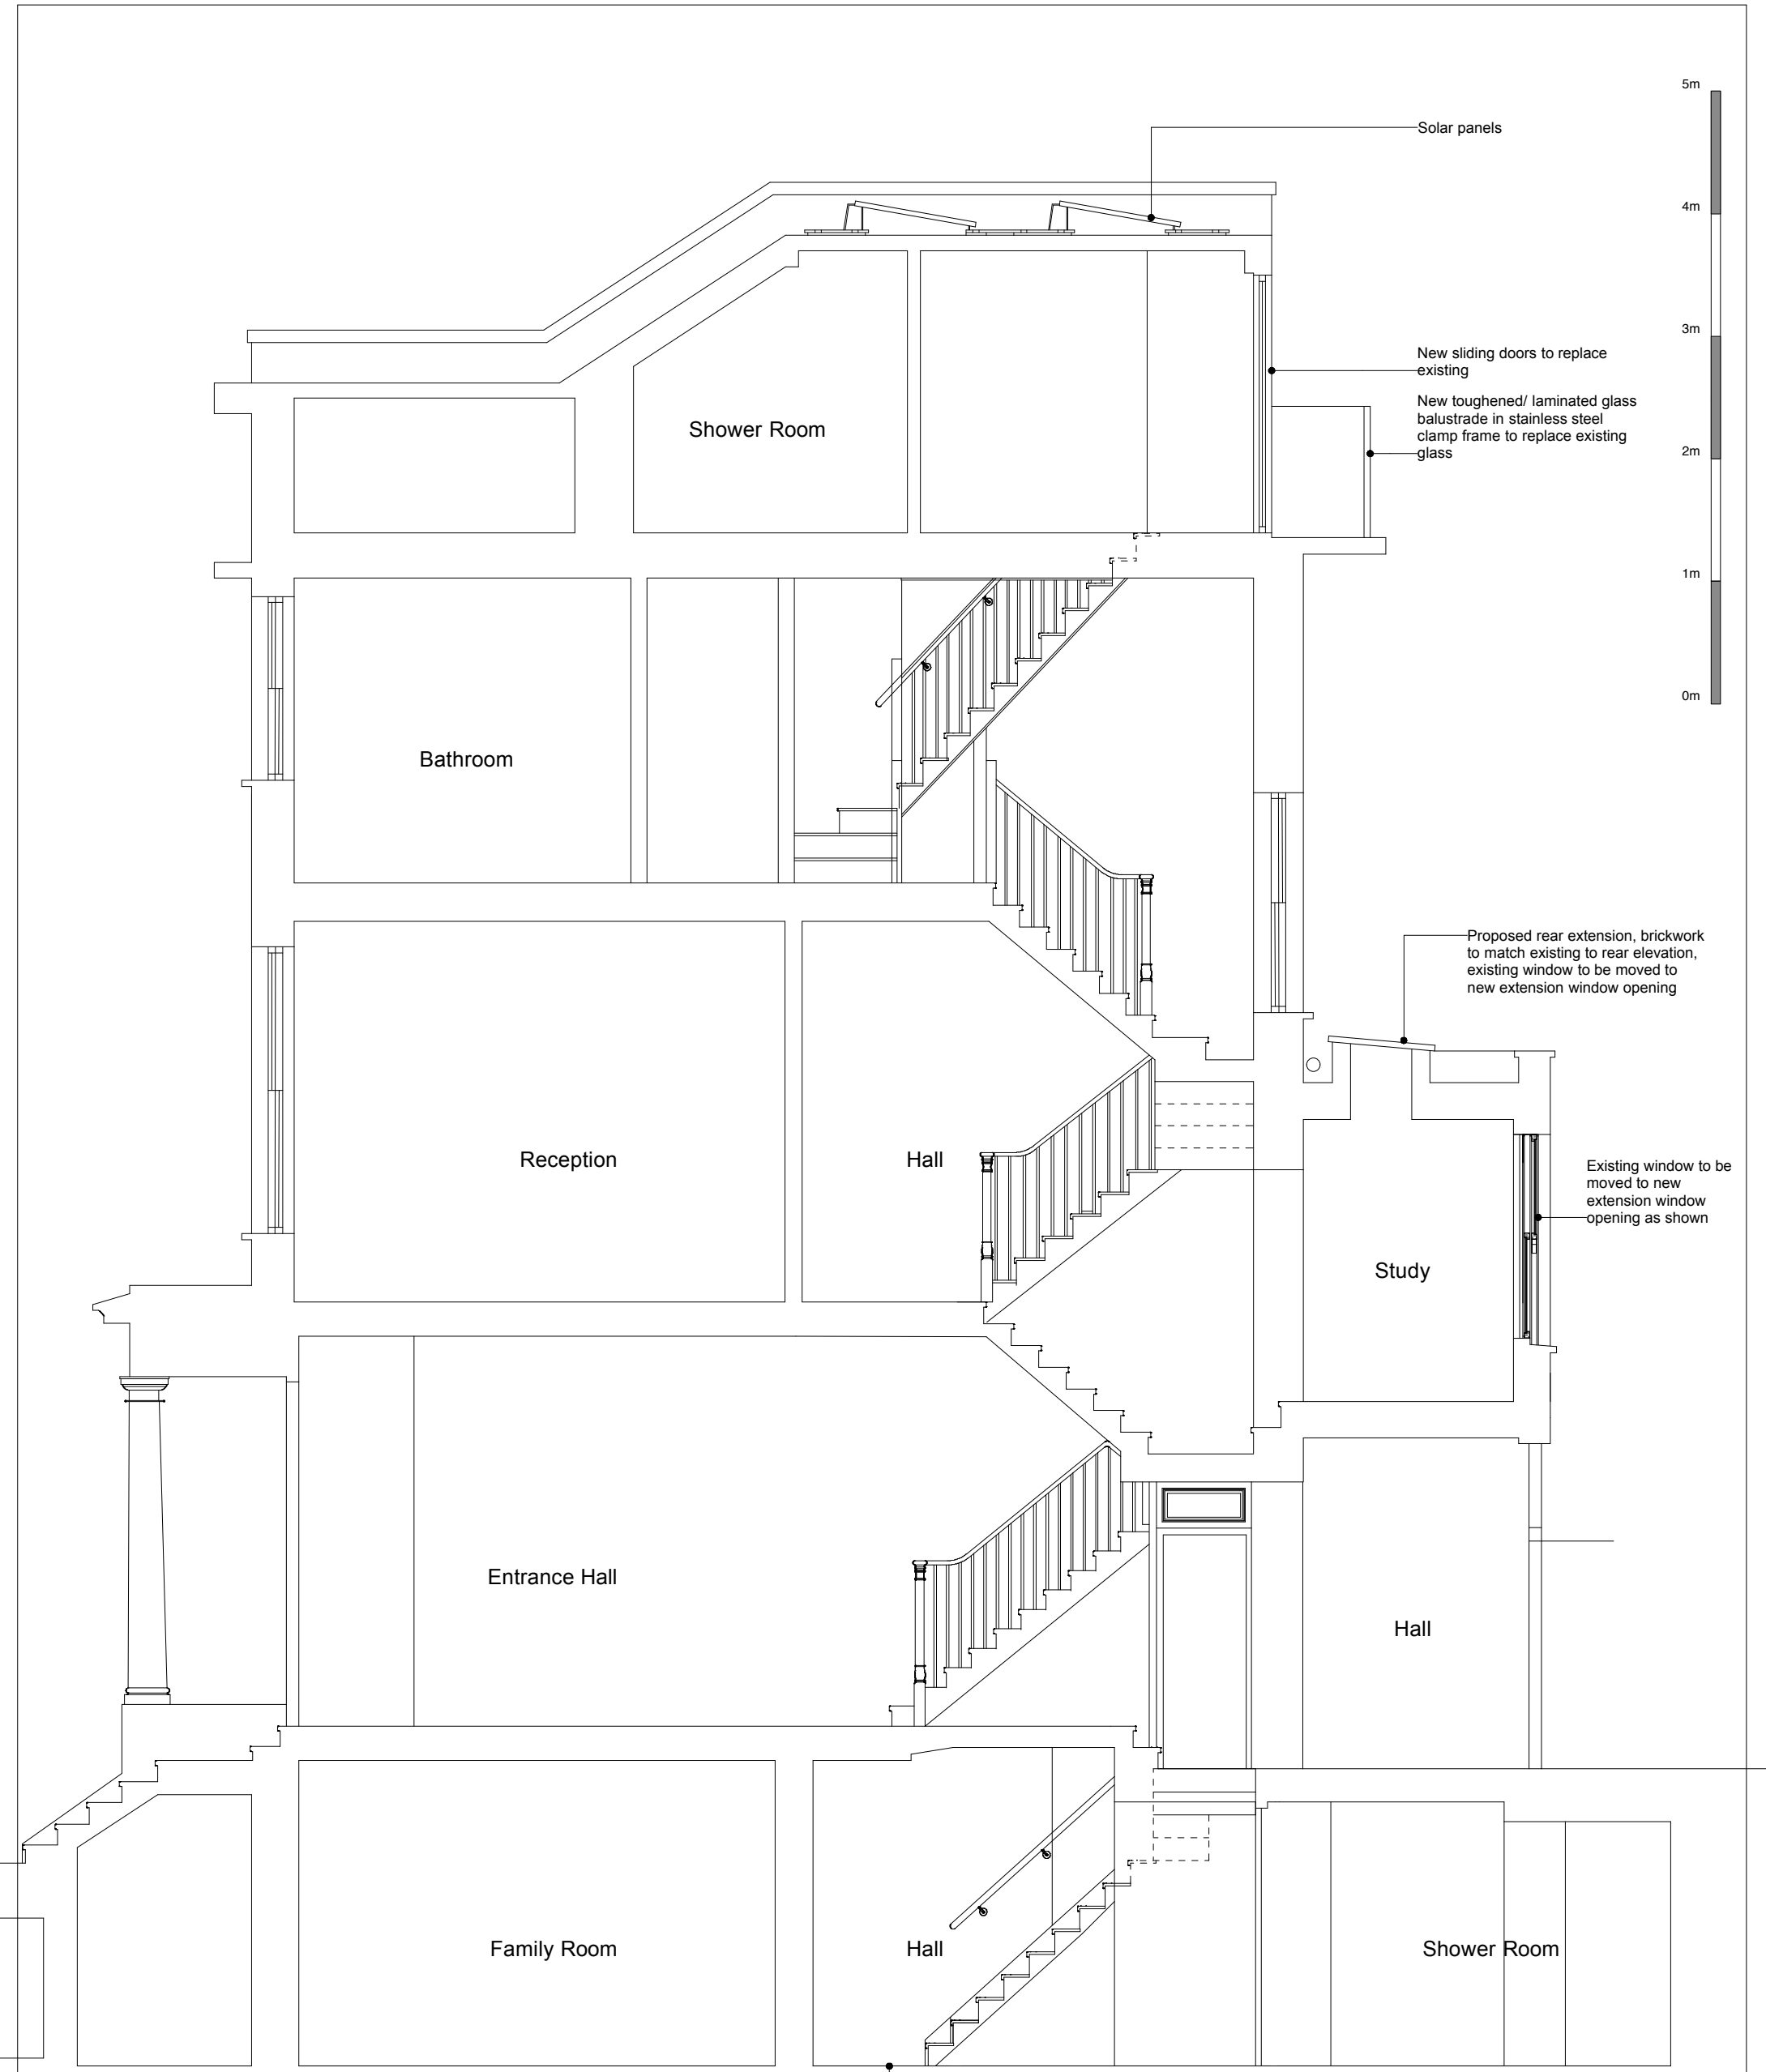 5m
Solar panels
4m
3m
New sliding doors to replace
existing
New toughened/ laminated glass
balustrade in stainless steel
clamp frame to replace existing
glass
Shower Room
2m
1m
0m
Bathroom
Proposed rear extension, brickwork
to match existing to rear elevation,
existing window to be moved to
new extension window opening
Reception
Hall
Existing window to be
moved to new
extension window
opening as shown
Study
Entrance Hall
Hall
Family Room
Hall
Shower Room